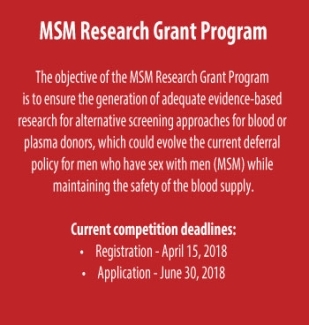 MSM Research Grant Program
The objective of the MSM Research Grant Program
is to ensure the generation of adequate evidence-based
research for alternative screening approaches for blood or
plasma donors, which could evolve the current deferral
policy for men who have sex with men (MSM) while
maintaining the safety of the blood supply.
Current competition deadlines:
• Registration - April 15, 2018
• Application - June 30, 2018